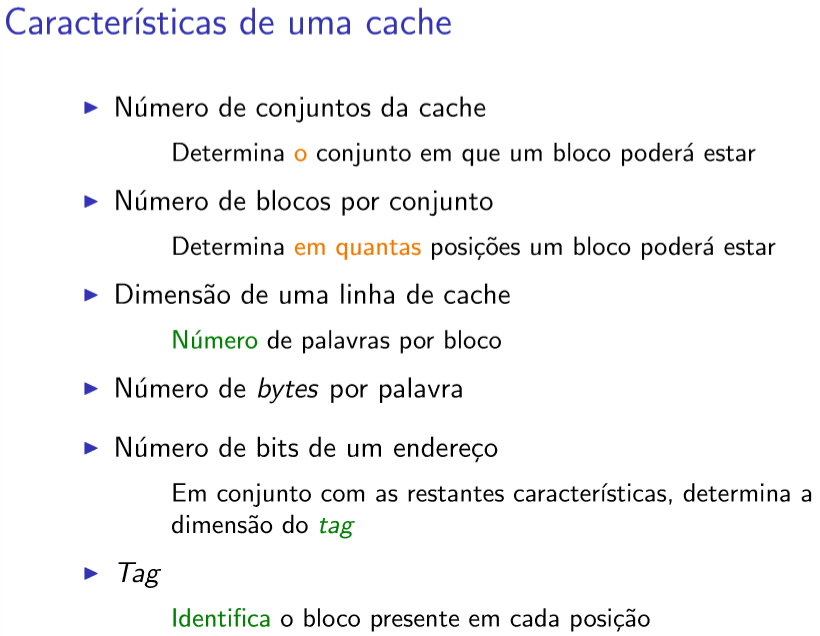 Características de uma cache
Número de conjuntos da cache
Determina o conjunto em que um bloco poderá estar
Número de blocos por conjunto
Determina em quantas posições um bloco poderá estar
Dimensão de uma linha de cache
Número de palavras por bloco
Número de bytes por palavra
Número de bits de um endereço
Em conjunto com as restantes características, determina a
dimensão do tag
Tag
Identifica o bloco presente em cada posição